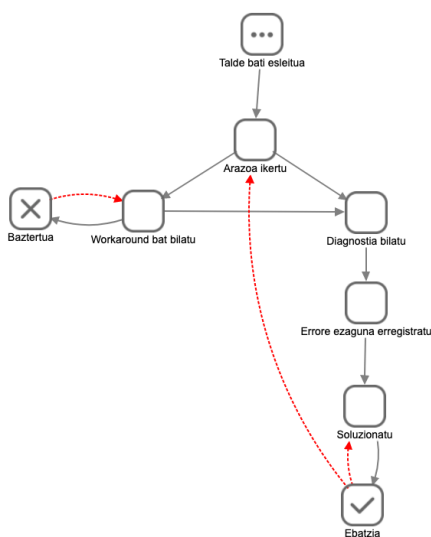 Talde bati esleitua
Arazoa ikertu
Baztertua
Workaround bat bilatu
Diagnostia bilatu
Errore ezaguna erregistratu
Soluzionatu
Ebatzia